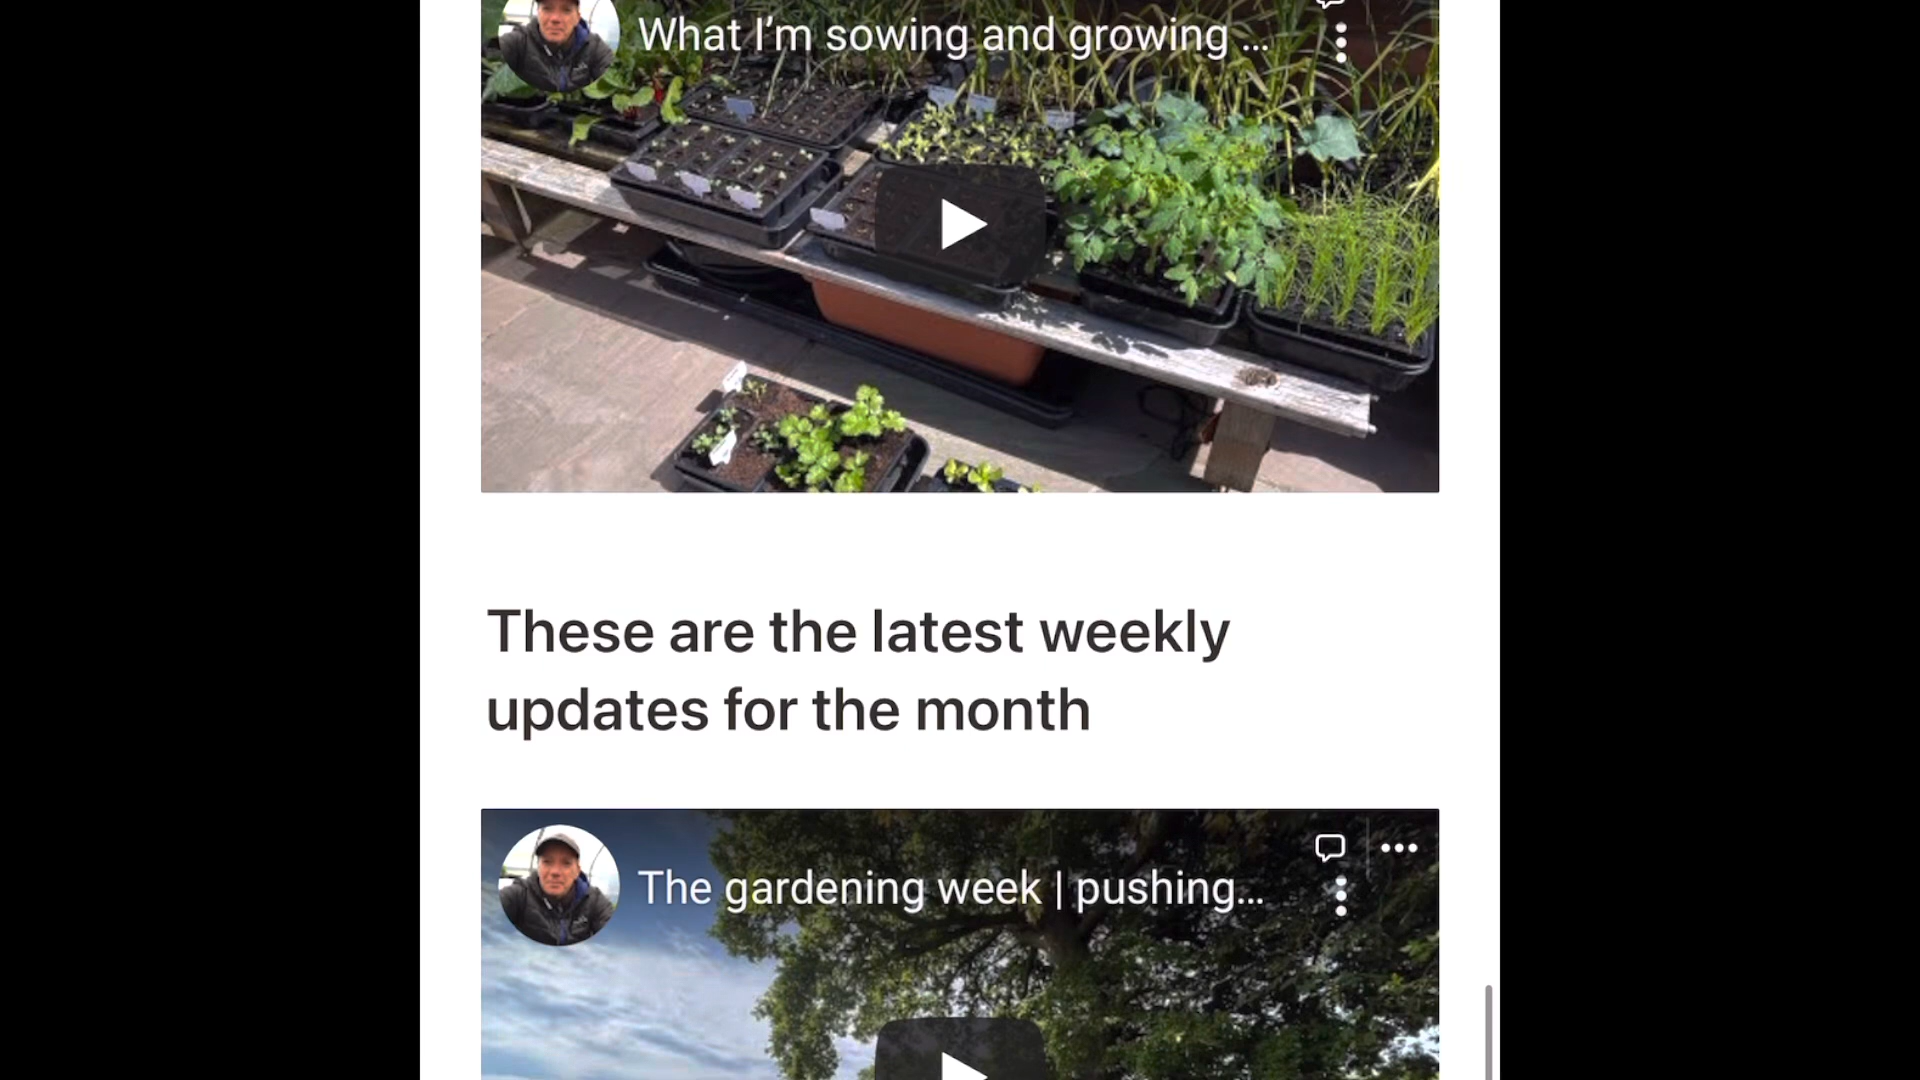 What I’m sowing and growing ...
These are the latest weekly
updates for the month
The gardening week | pushing...